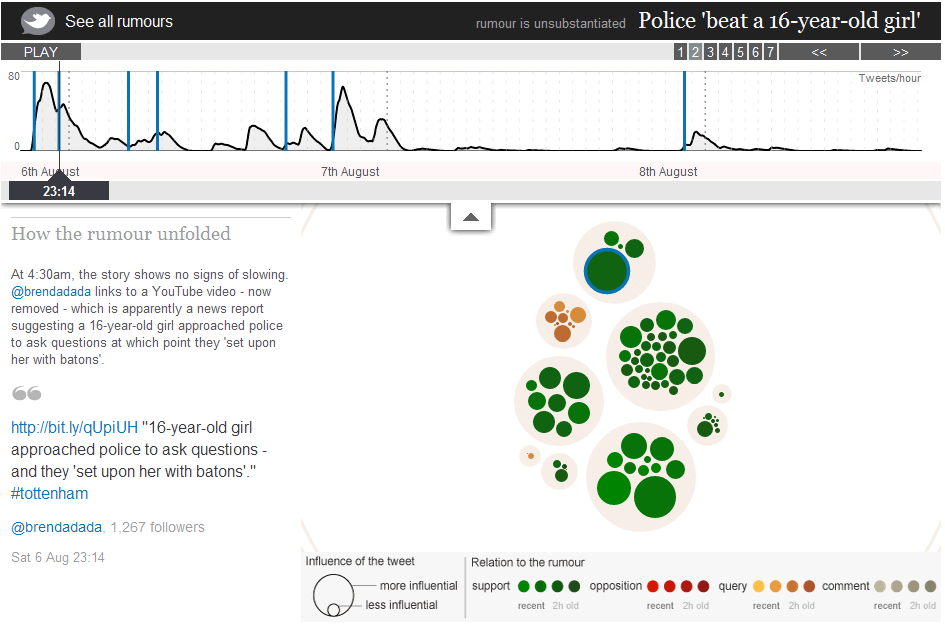 See all rumours
rumour is unsubstantiated Police 'beat a 16-year-old girl'
PLAY
1 2 3 4 5 6 7 << >>
80
Tweets/hour
0
6th August 7th August 8th August
23:14
How the rumour unfolded
At 4:30am, the story shows no signs of slowing.
@brendadada links to a YouTube video - now
removed - which is apparently a news report
suggesting a 16-year-old girl approached police
to ask questions at which point they 'set upon
her with batons'.
http://bit.ly/qUpiUH "16-year-old girl
approached police to ask questions -
and they 'set upon her with batons'."
#tottenham
@brendadada, 1,267 followers
Sat 6 Aug 23:14
Influence of the tweet
more influential
less influential
Relation to the rumour
support opposition query comment
recent 2h old recent 2h old recent 2h old recent 2h old